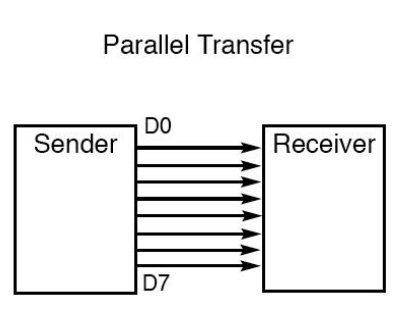 Parallel Transfer
D0
Sender
Receiver
D7